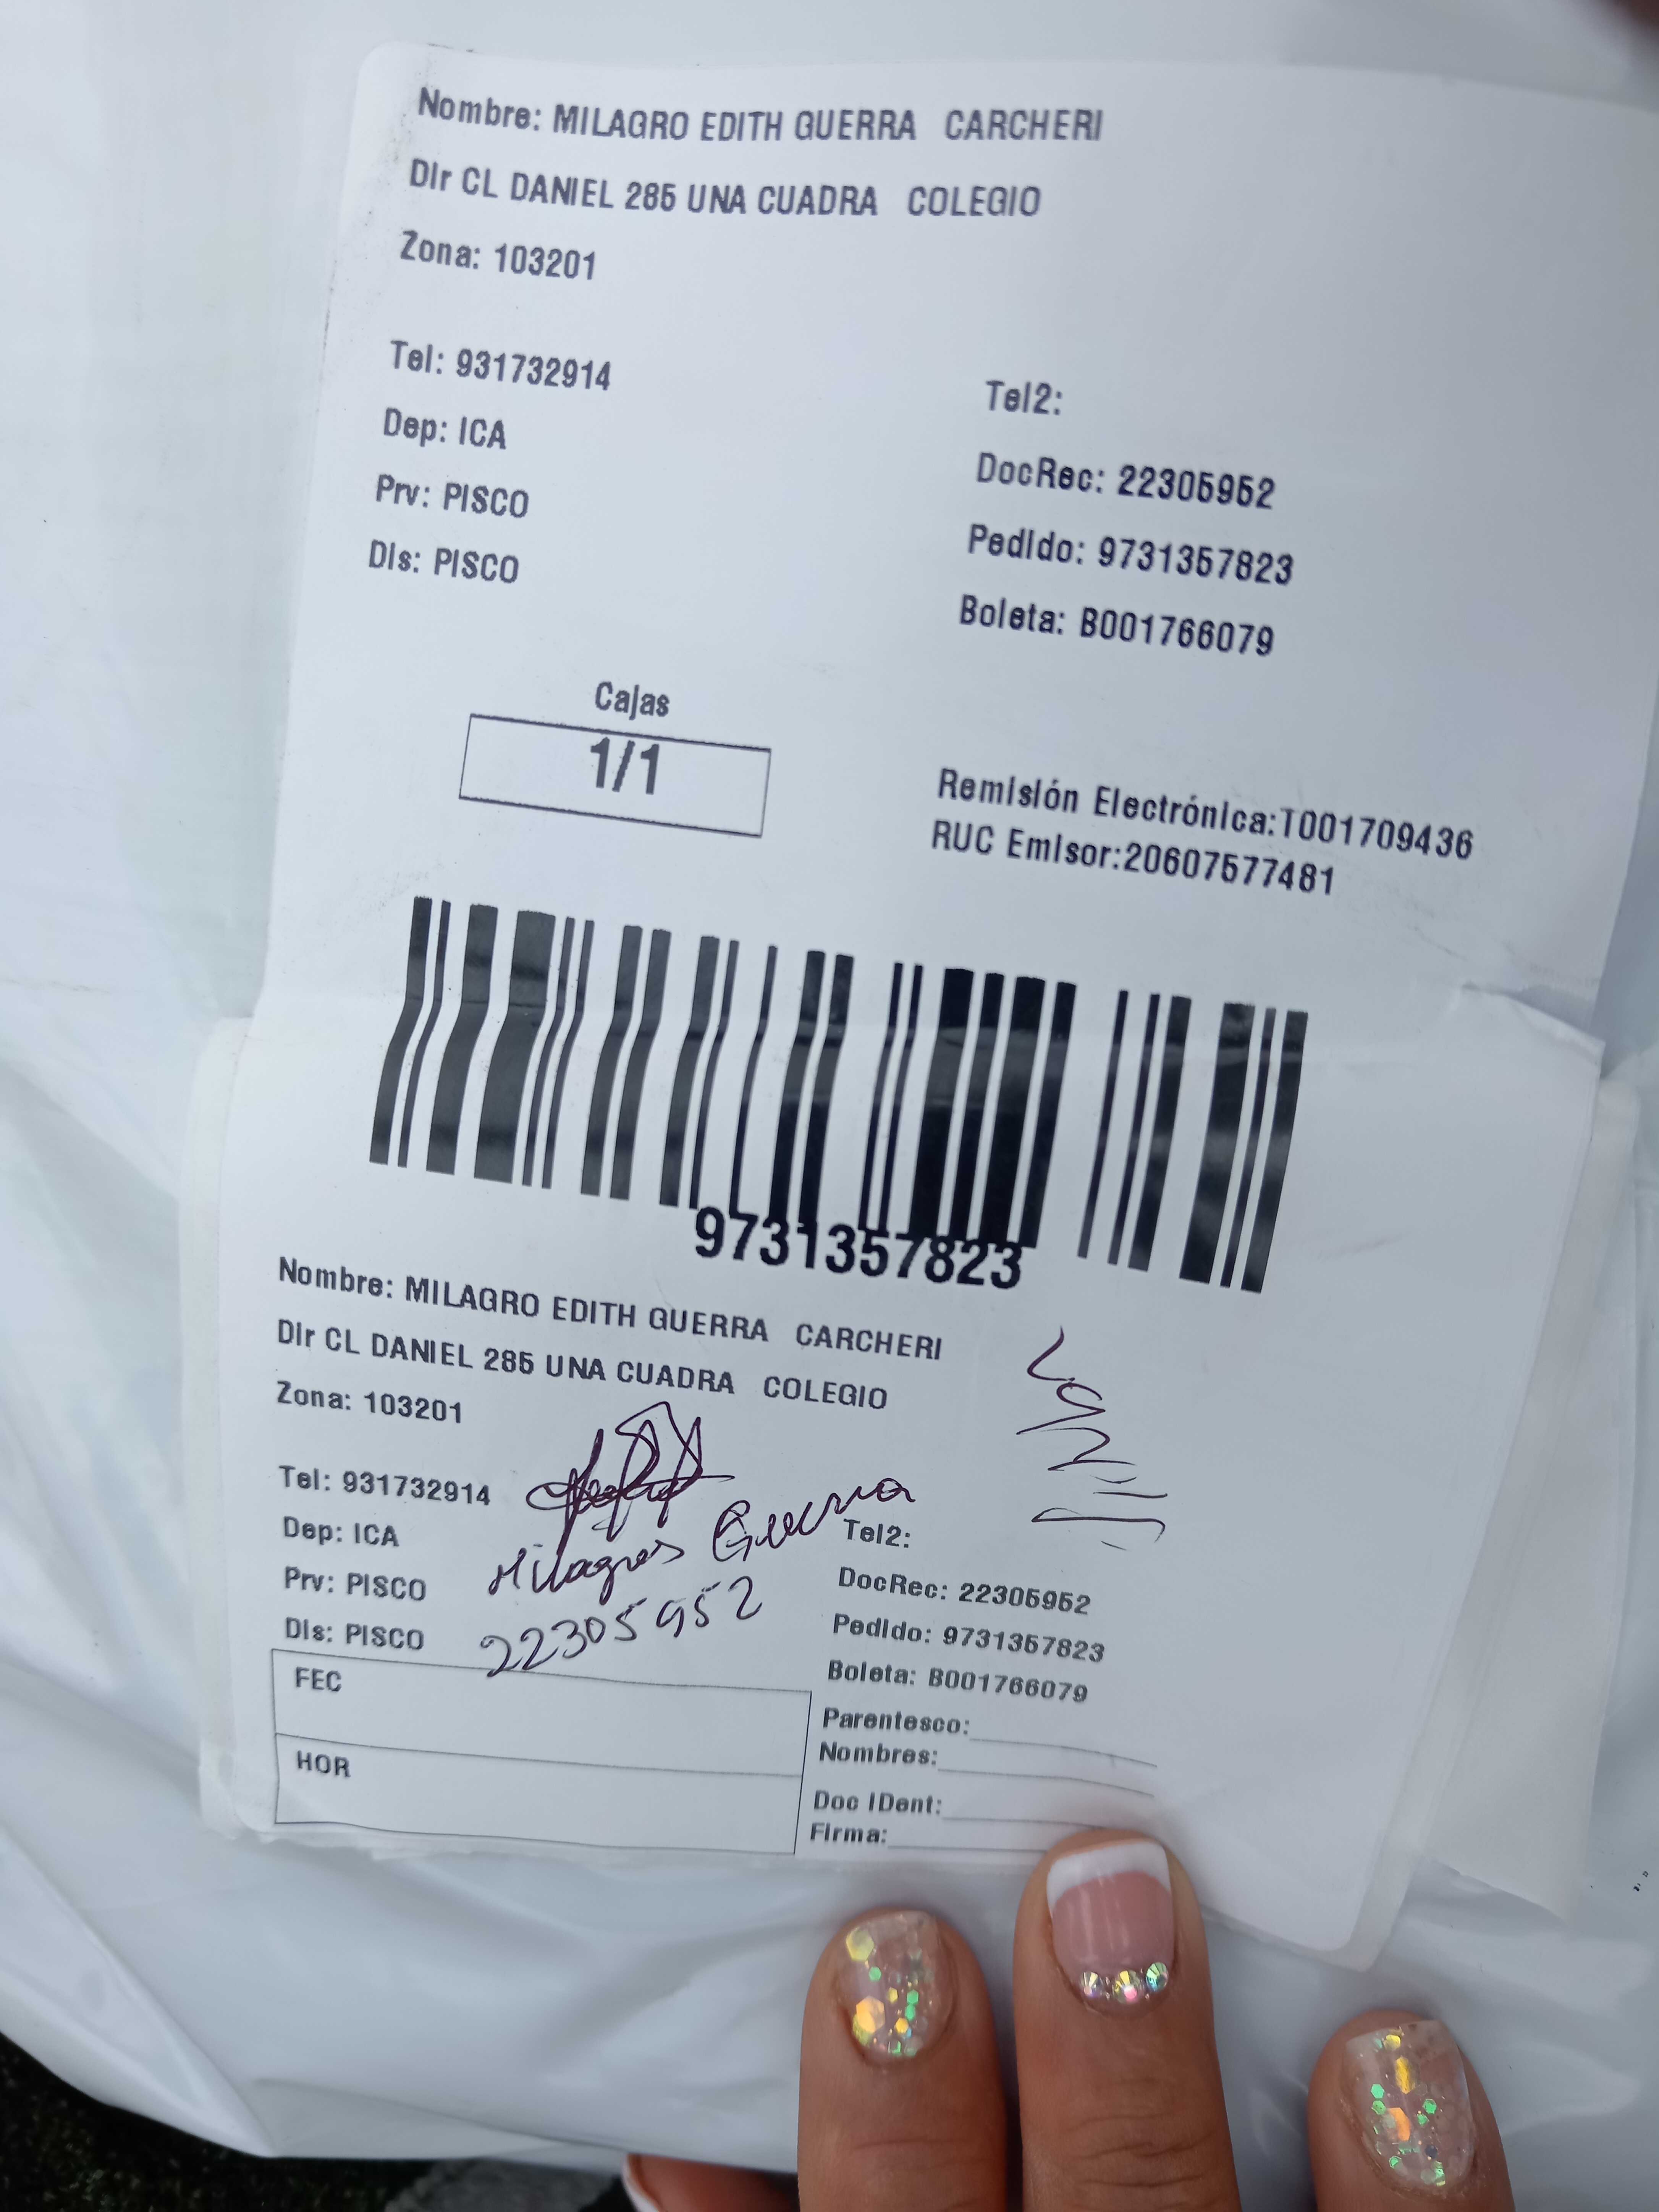 Nombre: MILAGRO EDITH GUERRA CARCHERI
Dir CL DANIEL 285 UNA CUADRA COLEGIO
Zona: 103201
Tel: 931732914
Tel2:
Dep: ICA
DocRec: 22305952
Prv: PISCO
Pedido: 9731357823
Dis: PISCO
Boleta: B001766079
Cajas
1/1
Remisión Electrónica:T001709436
RUC Emisor:20607577481
9731357823
Nombre: MILAGRO EDITH GUERRA CARCHERI
Dir CL DANIEL 285 UNA CUADRA COLEGIO
Zona: 103201
Tel: 931732914
Milagros Guerra
Tel2:
Dep: ICA
DocRec: 22305952
Prv: PISCO
22305952
Pedido: 9731357823
Dis: PISCO
Boleta: B001766079
FEC
Parentesco:
Nombres:
HOR
Doc IDent:
Firma: